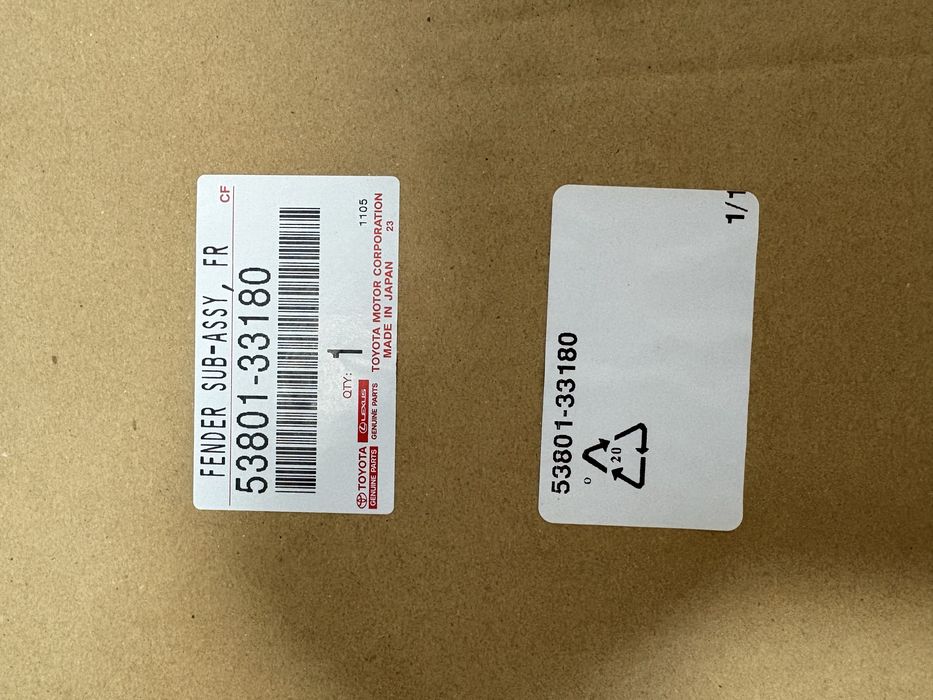 CF
FENDER SUB-ASSY, FR
53801-33180
QTY: 1
1105
TOYOTA
GENUINE PARTS
LEXUS
GENUINE PARTS
TOYOTA MOTOR CORPORATION
MADE IN JAPAN 23
53801-33180
20
1/1